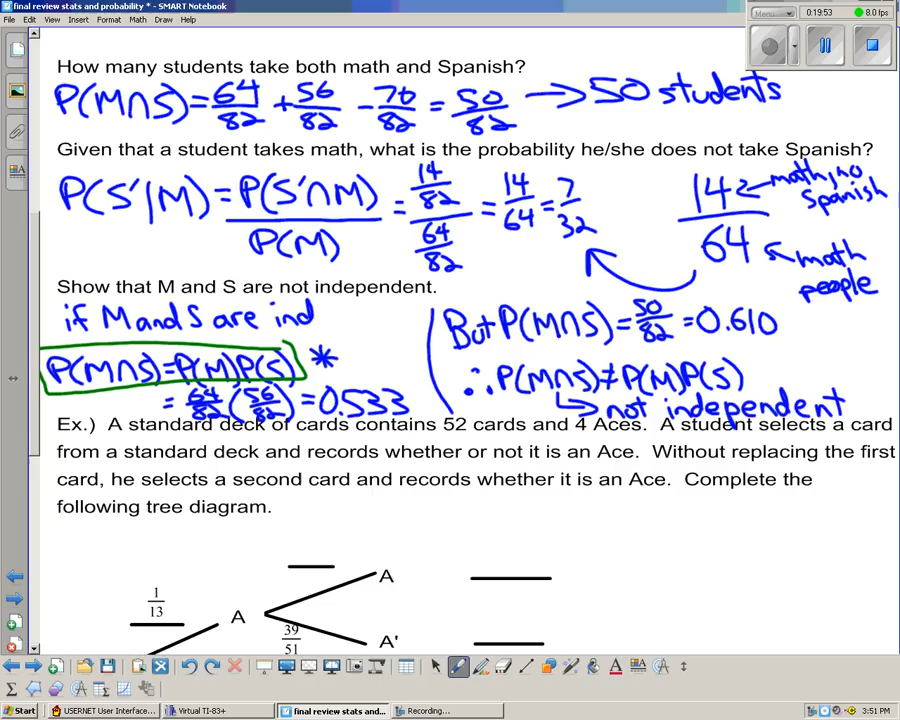 final review stats and probability * - SMART Notebook
File Edit View Insert Format Math Draw Help
Menu 0:19:53 8.0 fps
How many students take both math and Spanish?
P(M∩S) = 64/82 + 56/82 - 70/82 = 50/82 → 50 students
Given that a student takes math, what is the probability he/she does not take Spanish?
P(S'|M) = P(S'∩M)/P(M) = (14/82)/(64/82) = 14/64 = 7/32
14 ← math, no Spanish
64 ← math people
Show that M and S are not independent.
if M and S are ind
P(M∩S)=P(M)P(S) *
= 64/82 (56/82) = 0.533
But P(M∩S) = 50/82 = 0.610
∴ P(M∩S) ≠ P(M)P(S)
↳ not independent
Ex.) A standard deck of cards contains 52 cards and 4 Aces. A student selects a card
from a standard deck and records whether or not it is an Ace. Without replacing the first
card, he selects a second card and records whether it is an Ace. Complete the
following tree diagram.
A
1/13
A
39/51
A'
Start USERNET User Interface... Virtual TI-83+ final review stats and... Recording... 3:51 PM